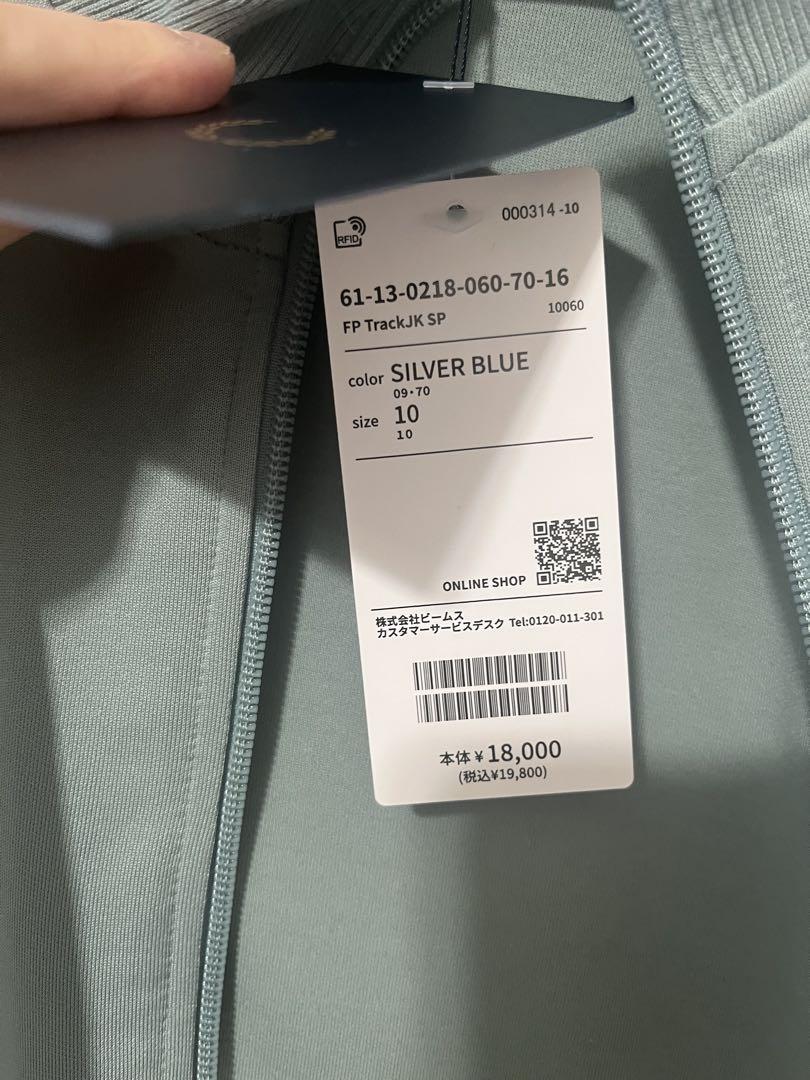 RFID
000314 -10
61-13-0218-060-70-16
FP TrackJK SP 10060
color SILVER BLUE
09・70
size 10
10
ONLINE SHOP
株式会社ビームス
カスタマーサービスデスク Tel:0120-011-301
本体 ¥ 18,000
(税込¥19,800)